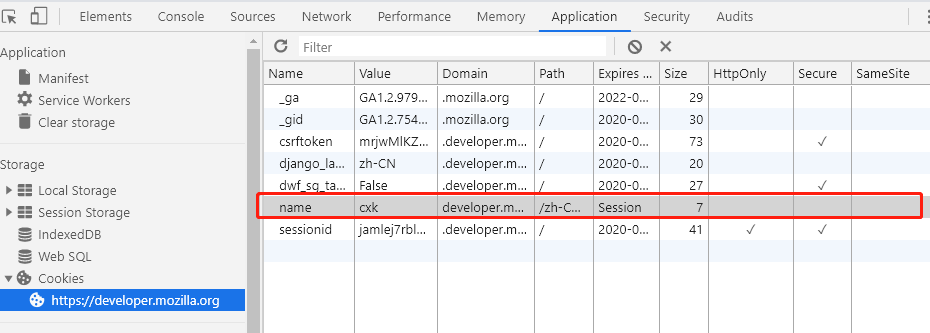 Elements Console Sources Network Performance Memory Application Security Audits
Application
Manifest
Service Workers
Clear storage
Storage
Local Storage
Session Storage
IndexedDB
Web SQL
Cookies
https://developer.mozilla.org
Filter
Name Value Domain Path Expires ... Size HttpOnly Secure SameSite
_ga GA1.2.979... .mozilla.org / 2022-0... 29
_gid GA1.2.754... .mozilla.org / 2020-0... 30
csrftoken mrjwMlKZ... .developer.m... / 2020-0... 73 ✓
django_la... zh-CN .developer.m... / 2020-0... 20
dwf_sg_ta... False .developer.m... / 2020-0... 27 ✓
name cxk developer.m... /zh-C... Session 7
sessionid jamlej7rbl... .developer.m... / 2020-0... 41 ✓ ✓